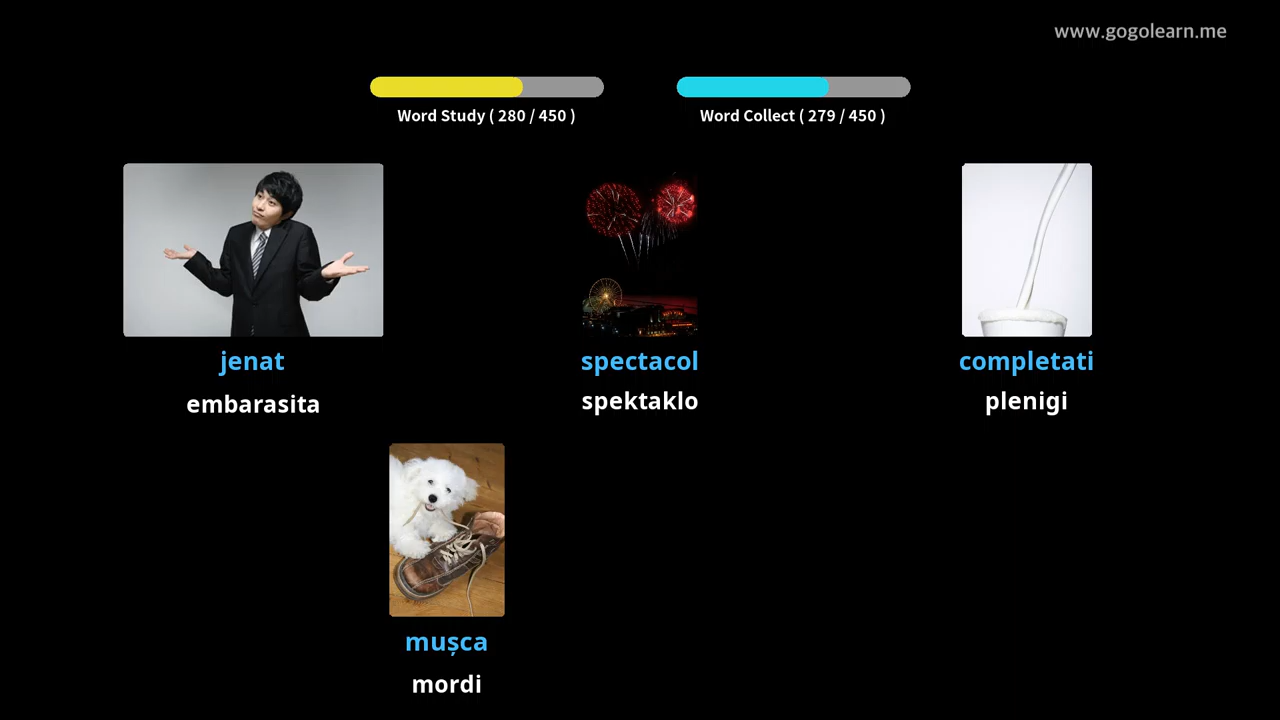 www.gogolearn.me
Word Study ( 280 / 450 )
Word Collect ( 279 / 450 )
jenat
embarasita
spectacol
spektaklo
completati
plenigi
mușca
mordi